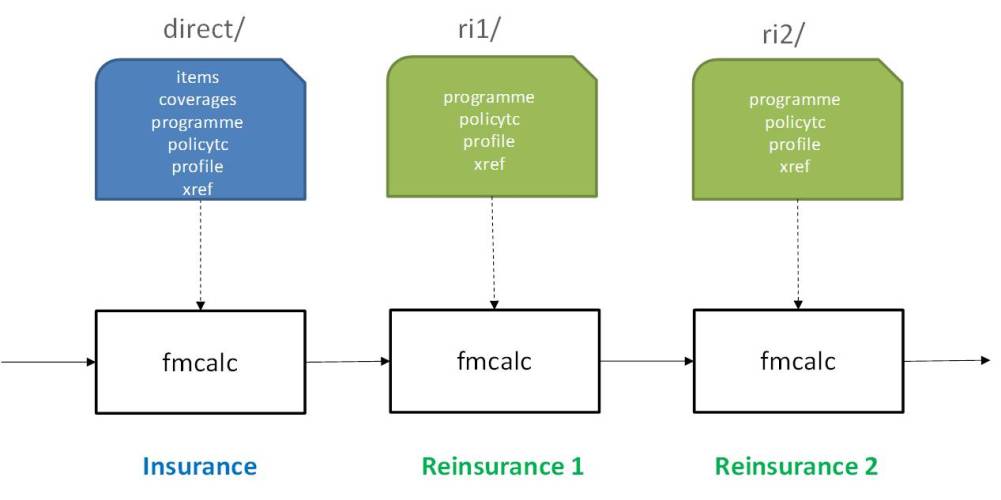 direct/
ri1/
ri2/
items
coverages
programme
policytc
profile
xref
programme
policytc
profile
xref
programme
policytc
profile
xref
fmcalc
fmcalc
fmcalc
Insurance
Reinsurance 1
Reinsurance 2